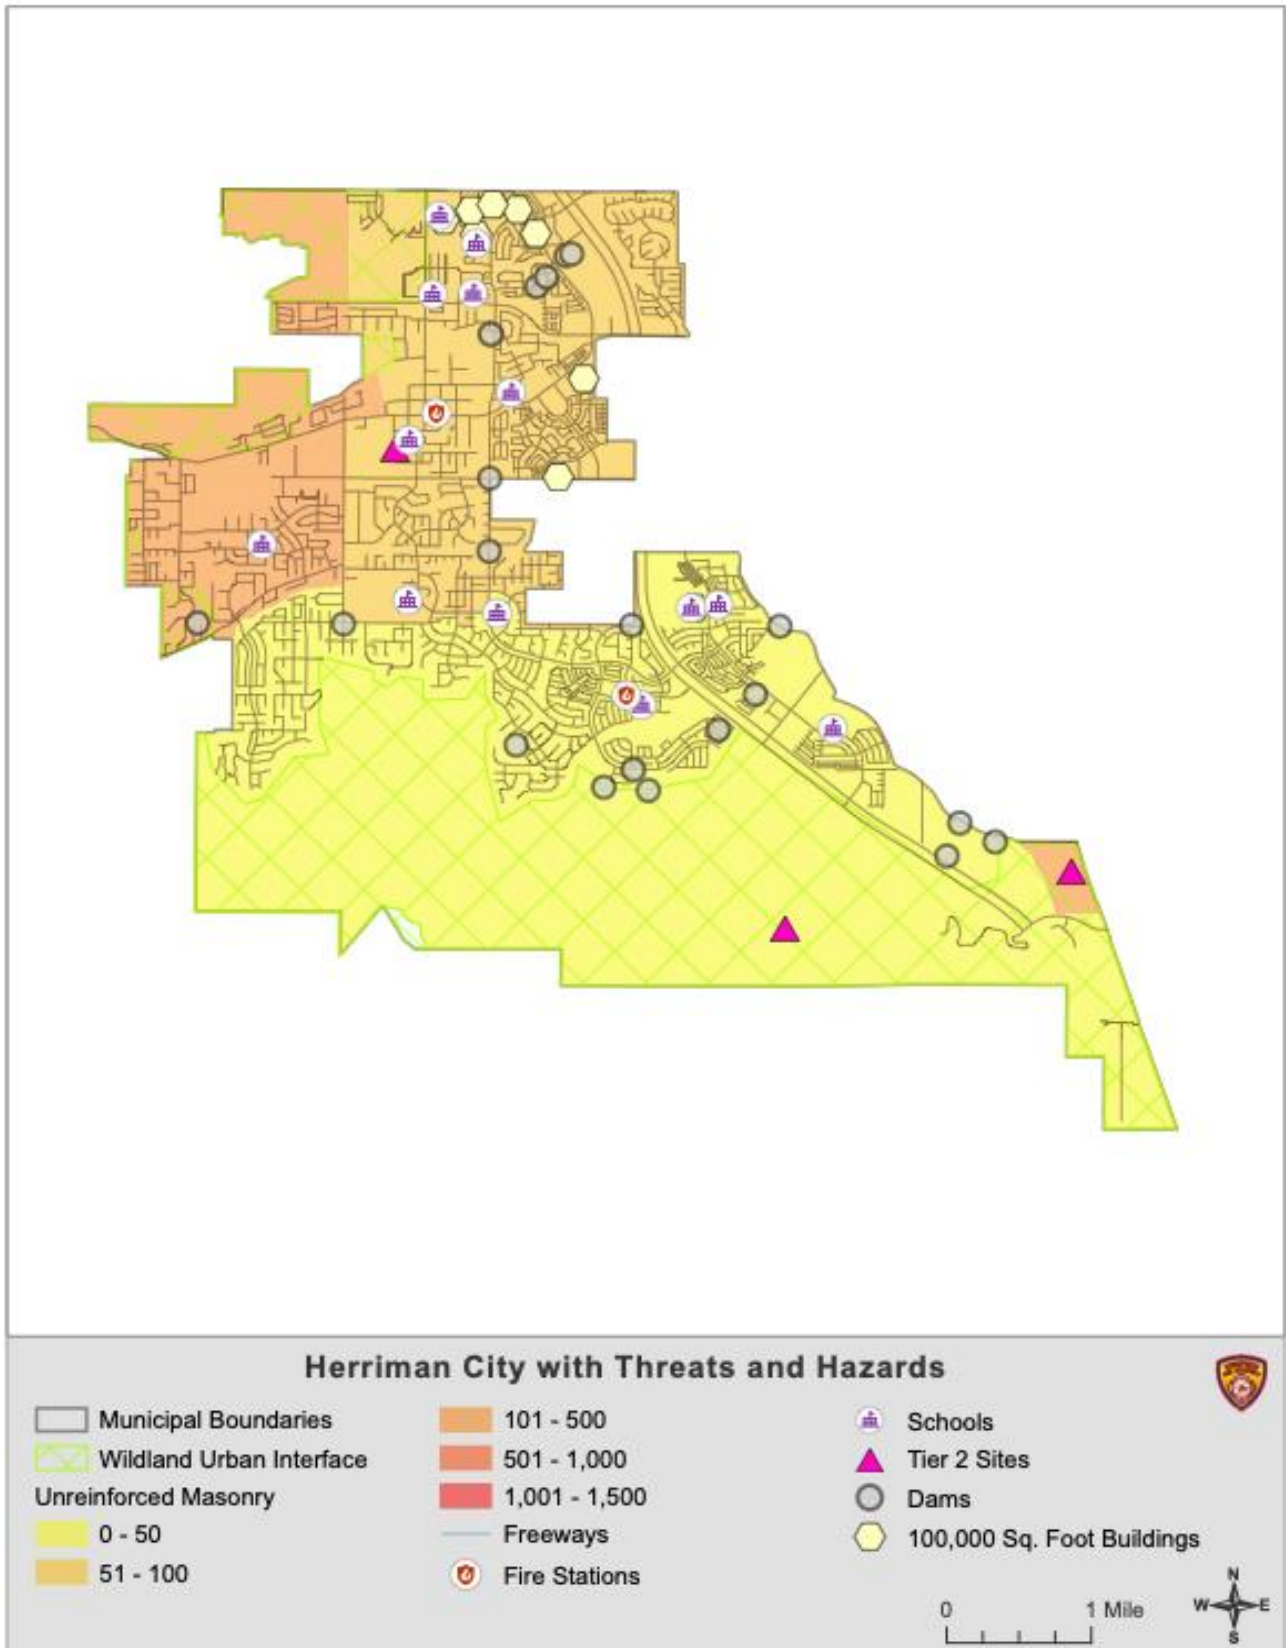 Herriman City with Threats and Hazards
Municipal Boundaries
Wildland Urban Interface
Unreinforced Masonry
0 - 50
51 - 100
101 - 500
501 - 1,000
1,001 - 1,500
Freeways
Fire Stations
Schools
Tier 2 Sites
Dams
100,000 Sq. Foot Buildings
0 1 Mile
N
W E
S